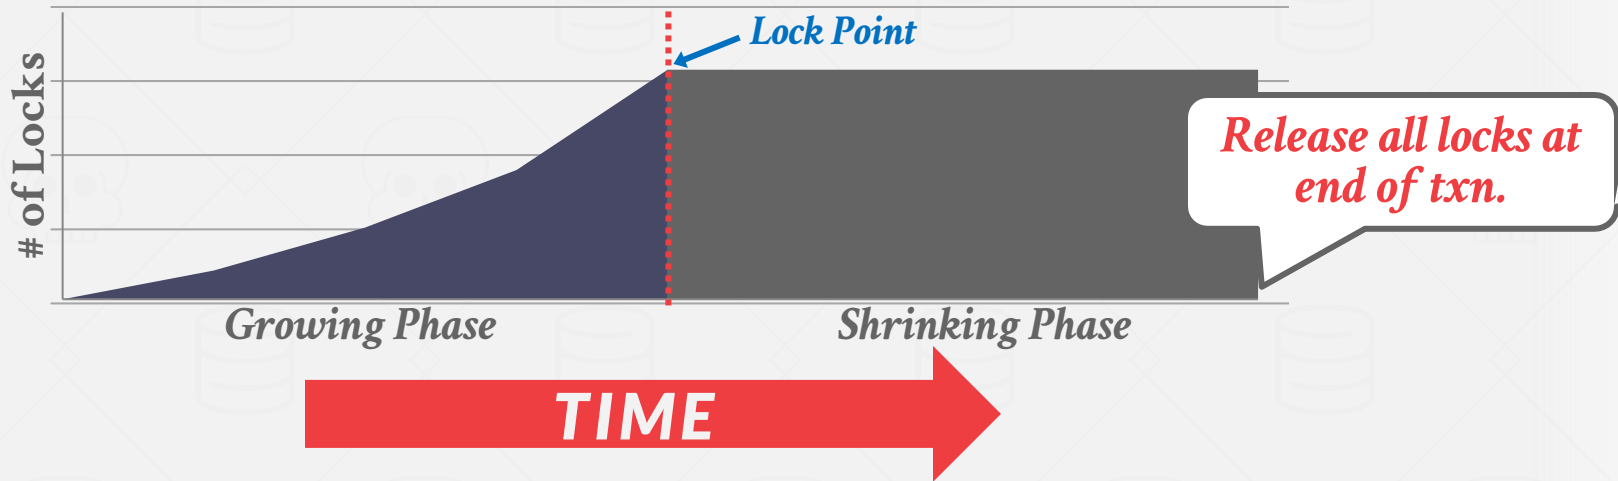 Lock Point
# of Locks
Release all locks at
end of txn.
Growing Phase
Shrinking Phase
TIME